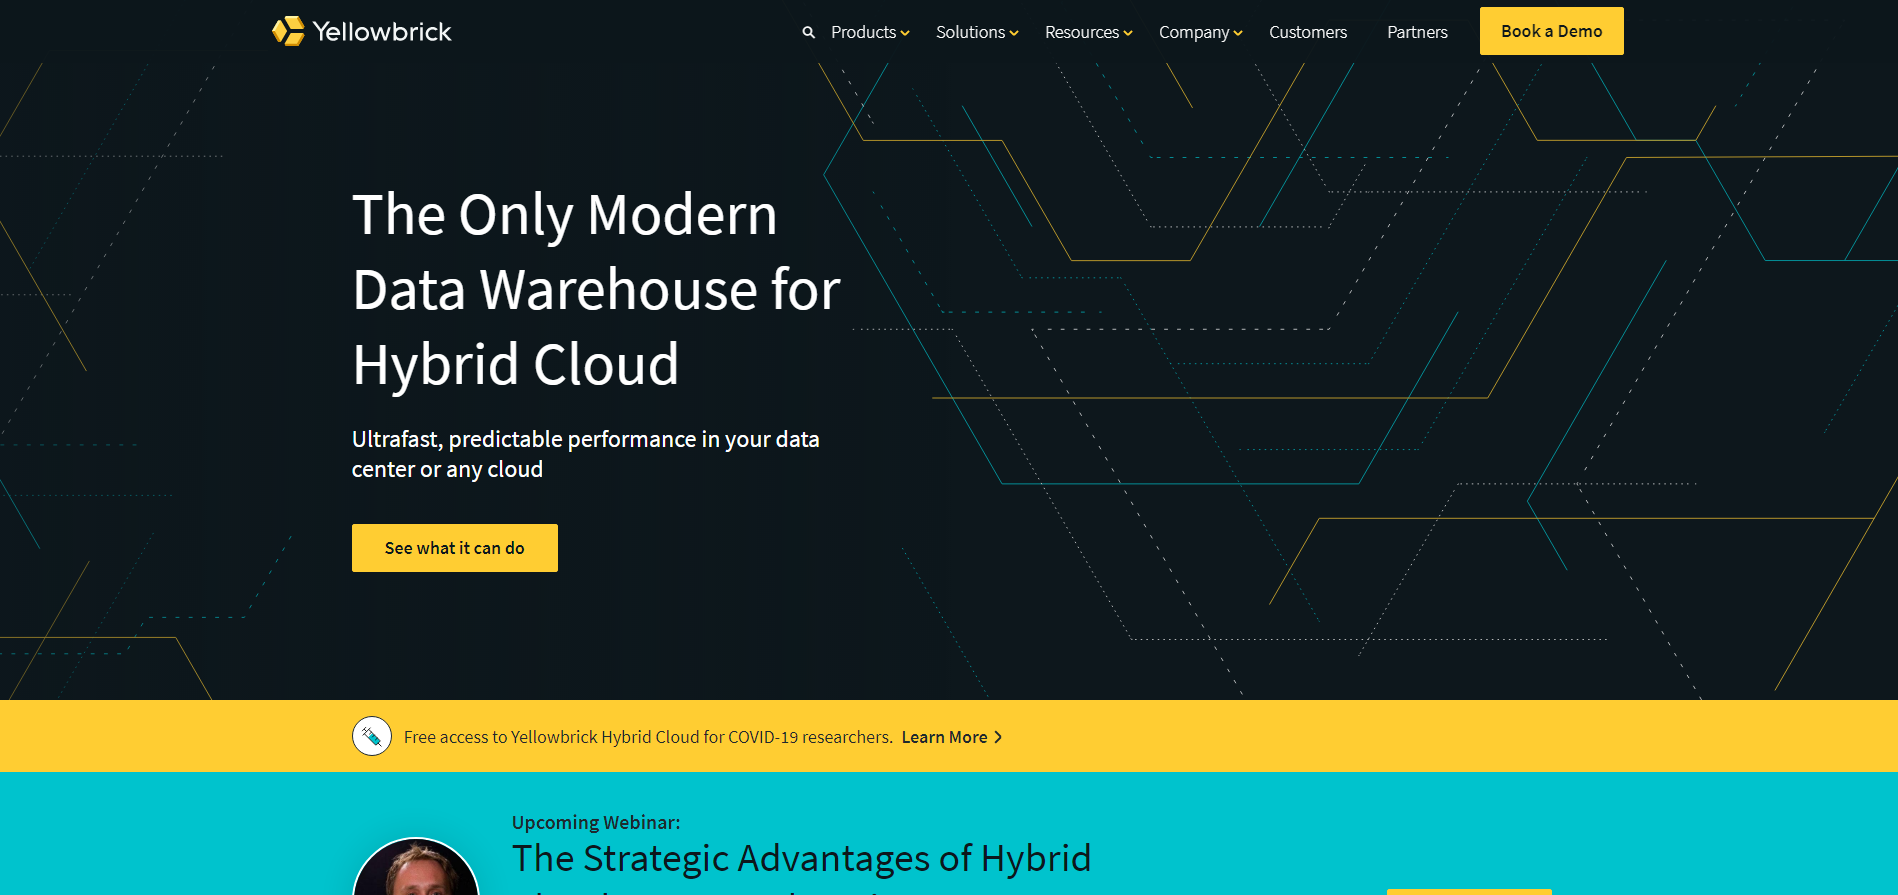 Yellowbrick
Products
Solutions
Resources
Company
Customers
Partners
Book a Demo
The Only Modern
Data Warehouse for
Hybrid Cloud
Ultrafast, predictable performance in your data
center or any cloud
See what it can do
Free access to Yellowbrick Hybrid Cloud for COVID-19 researchers. Learn More
Upcoming Webinar:
The Strategic Advantages of Hybrid